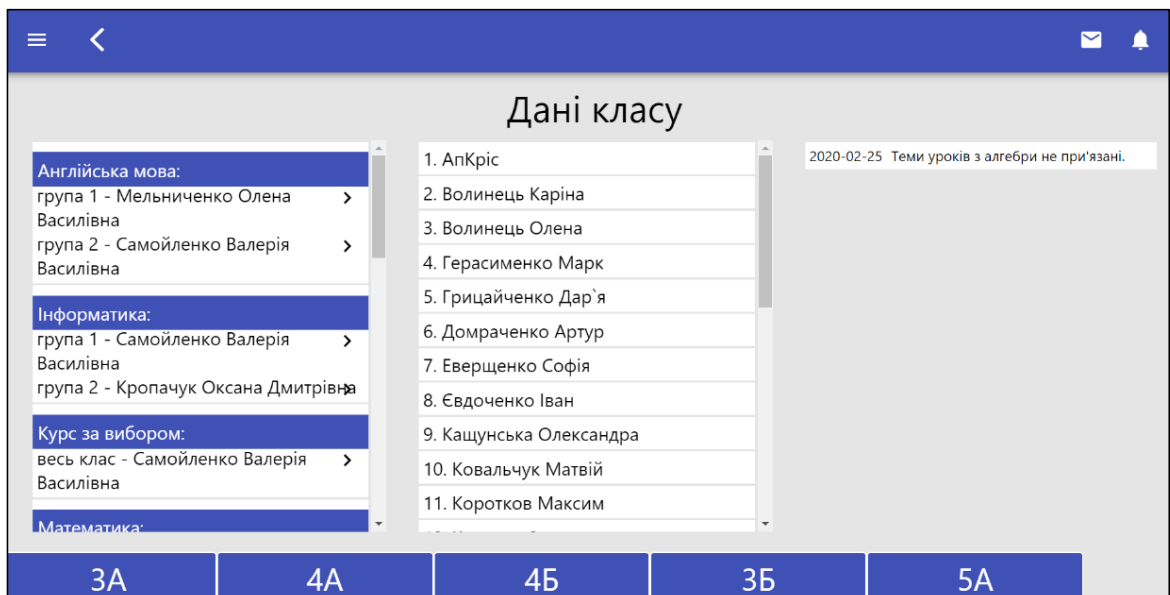 Дані класу
Англійська мова:
група 1 - Мельниченко Олена
Василівна
група 2 - Самойленко Валерія
Василівна
Інформатика:
група 1 - Самойленко Валерія
Василівна
група 2 - Кропачук Оксана Дмитрівна
Курс за вибором:
весь клас - Самойленко Валерія
Василівна
Математика:
1. АпКріс
2. Волинець Каріна
3. Волинець Олена
4. Герасименко Марк
5. Грицайченко Дар`я
6. Домраченко Артур
7. Еверщенко Софія
8. Євдоченко Іван
9. Кащунська Олександра
10. Ковальчук Матвій
11. Коротков Максим
2020-02-25 Теми уроків з алгебри не при'язані.
3А
4А
4Б
3Б
5А